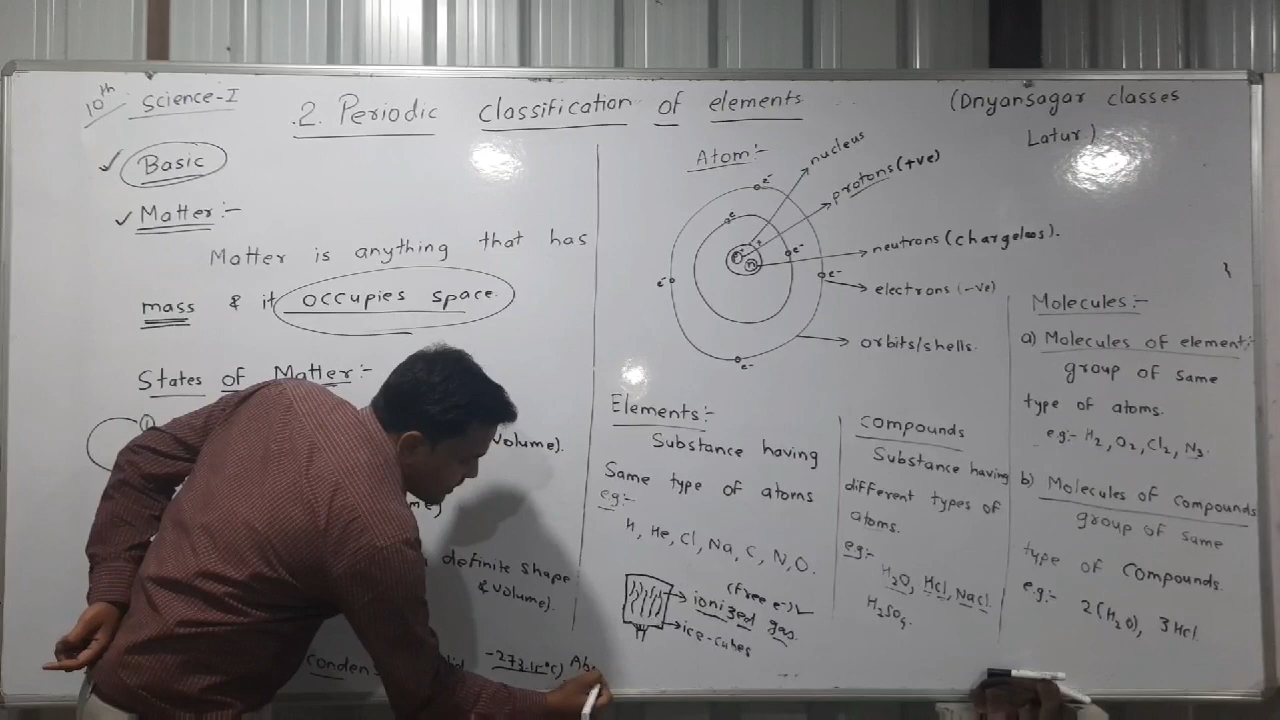 10th Science-I
.2. Periodic classification of elements
(Dnyansagar classes
Latur)
✓ Basic
✓ Matter:-
Matter is anything that has
mass & it occupies space.
States of Matter:-
①
volume).
definite shape
& volume).
-273.15°C)
Atom:-
nucleus
protons (+ve)
neutrons (chargeless).
electrons (-ve)
orbits/shells.
e-
e-
e-
e-
e-
e-
+
n
Elements:-
Substance having
Same type of atoms
eg:-
H, He, Cl, Na, C, N, O.
(free e-)
ionized gas.
ice-cubes
compounds
Substance having
different types of
atoms.
eg:-
H2O, HCl, NaCl.
H2SO4.
Molecules:-
a) Molecules of element:-
group of same
type of atoms.
eg:- H2, O2, Cl2, N3.
b) Molecules of compounds
group of same
type of compounds.
e.g:- 2(H2O), 3HCl.